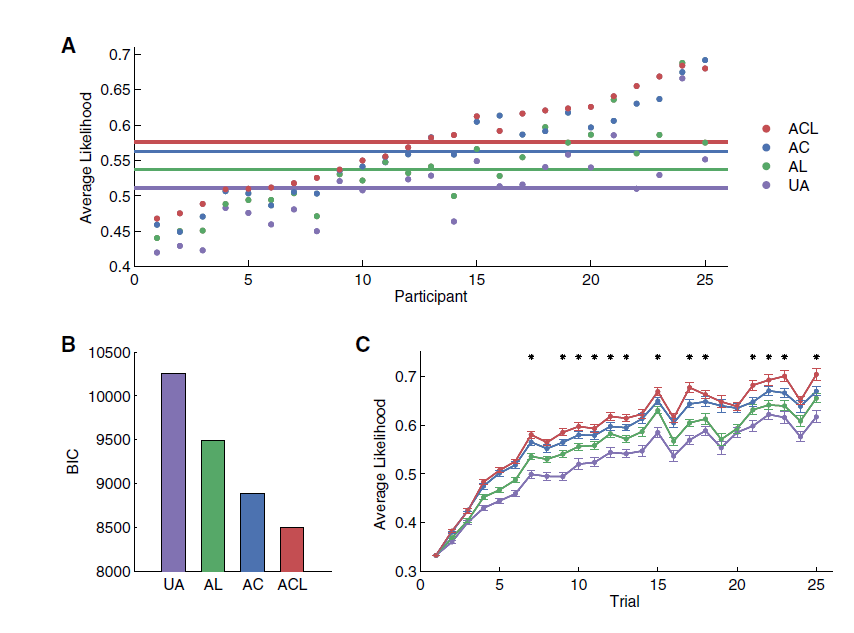 A
0.7
0.65
0.6
0.55
0.5
0.45
0.4
Average Likelihood
0 5 10 15 20 25
Participant
ACL
AC
AL
UA
B
10500
10000
9500
9000
8500
8000
BIC
UA AL AC ACL
C
0.7
0.6
0.5
0.4
0.3
Average Likelihood
* * * * * * * * * * * * *
0 5 10 15 20 25
Trial